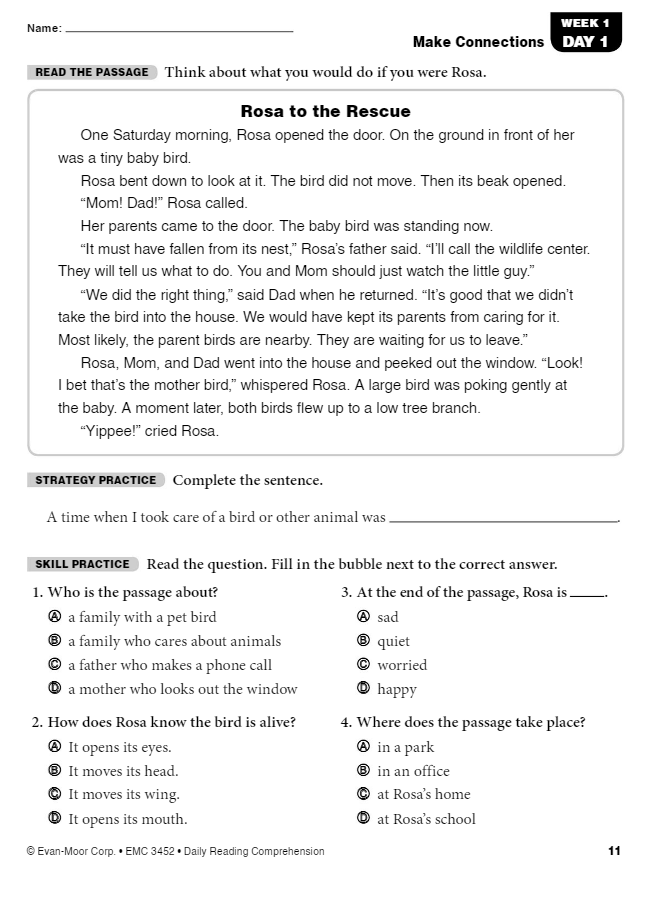 Name:
WEEK 1
Make Connections DAY 1
READ THE PASSAGE Think about what you would do if you were Rosa.
Rosa to the Rescue
One Saturday morning, Rosa opened the door. On the ground in front of her
was a tiny baby bird.
Rosa bent down to look at it. The bird did not move. Then its beak opened.
“Mom! Dad!” Rosa called.
Her parents came to the door. The baby bird was standing now.
“It must have fallen from its nest,” Rosa’s father said. “I’ll call the wildlife center.
They will tell us what to do. You and Mom should just watch the little guy.”
“We did the right thing,” said Dad when he returned. “It’s good that we didn’t
take the bird into the house. We would have kept its parents from caring for it.
Most likely, the parent birds are nearby. They are waiting for us to leave.”
Rosa, Mom, and Dad went into the house and peeked out the window. “Look!
I bet that’s the mother bird,” whispered Rosa. A large bird was poking gently at
the baby. A moment later, both birds flew up to a low tree branch.
“Yippee!” cried Rosa.
STRATEGY PRACTICE Complete the sentence.
A time when I took care of a bird or other animal was ____.
SKILL PRACTICE Read the question. Fill in the bubble next to the correct answer.
1. Who is the passage about?
Ⓐ a family with a pet bird
Ⓑ a family who cares about animals
Ⓒ a father who makes a phone call
Ⓓ a mother who looks out the window
2. How does Rosa know the bird is alive?
Ⓐ It opens its eyes.
Ⓑ It moves its head.
Ⓒ It moves its wing.
Ⓓ It opens its mouth.
3. At the end of the passage, Rosa is ____.
Ⓐ sad
Ⓑ quiet
Ⓒ worried
Ⓓ happy
4. Where does the passage take place?
Ⓐ in a park
Ⓑ in an office
Ⓒ at Rosa’s home
Ⓓ at Rosa’s school
© Evan-Moor Corp. • EMC 3452 • Daily Reading Comprehension
11